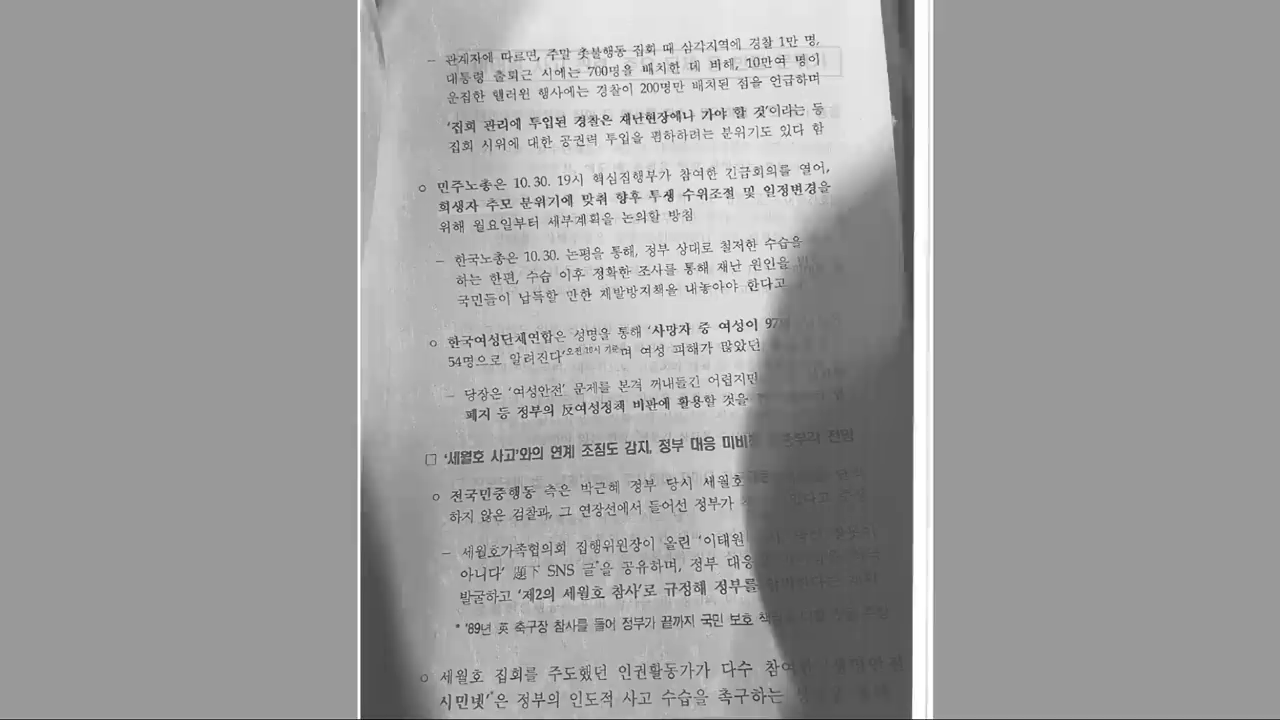 - 관계자에 따르면, 주말 촛불행동 집회 때 삼각지역에 경찰 1만 명,
대통령 출퇴근 시에는 700명을 배치한 데 비해, 10만여 명이
운집한 핼러윈 행사에는 경찰이 200명만 배치된 점을 언급하며
'집회 관리에 투입된 경찰은 재난현장에나 가야 할 것'이라는 등
집회 시위에 대한 공권력 투입을 폄하하려는 분위기도 있다 함
○ 민주노총은 10.30. 19시 핵심집행부가 참여한 긴급회의를 열어,
희생자 추모 분위기에 맞춰 향후 투쟁 수위조절 및 일정변경을
위해 월요일부터 세부계획을 논의할 방침
- 한국노총은 10.30. 논평을 통해, 정부 상대로 철저한 수습을
하는 한편, 수습 이후 정확한 조사를 통해 재난 원인을
국민들이 납득할 만한 재발방지책을 내놓아야 한다고
○ 한국여성단체연합은 성명을 통해 '사망자 중 여성이 97
54명으로 알려진다'오전10시 기준며 여성 피해가 많았던
- 당장은 '여성안전' 문제를 본격 꺼내들긴 어렵지만
폐지 등 정부의 反여성정책 비판에 활용할 것을
□ '세월호 사고'와의 연계 조짐도 감지, 정부 대응 미비
○ 전국민중행동 측은 박근혜 정부 당시 세월호
하지 않은 검찰과, 그 연장선에서 들어선 정부가
- 세월호가족협의회 집행위원장이 올린 '이태원
아니다' 題下 SNS 글*을 공유하며, 정부 대응
발굴하고 '제2의 세월호 참사'로 규정해 정부를
* '89년 英 축구장 참사를 들어 정부가 끝까지 국민 보호
○ 세월호 집회를 주도했던 인권활동가가 다수
시민넷'은 정부의 인도적 사고 수습을 촉구하는